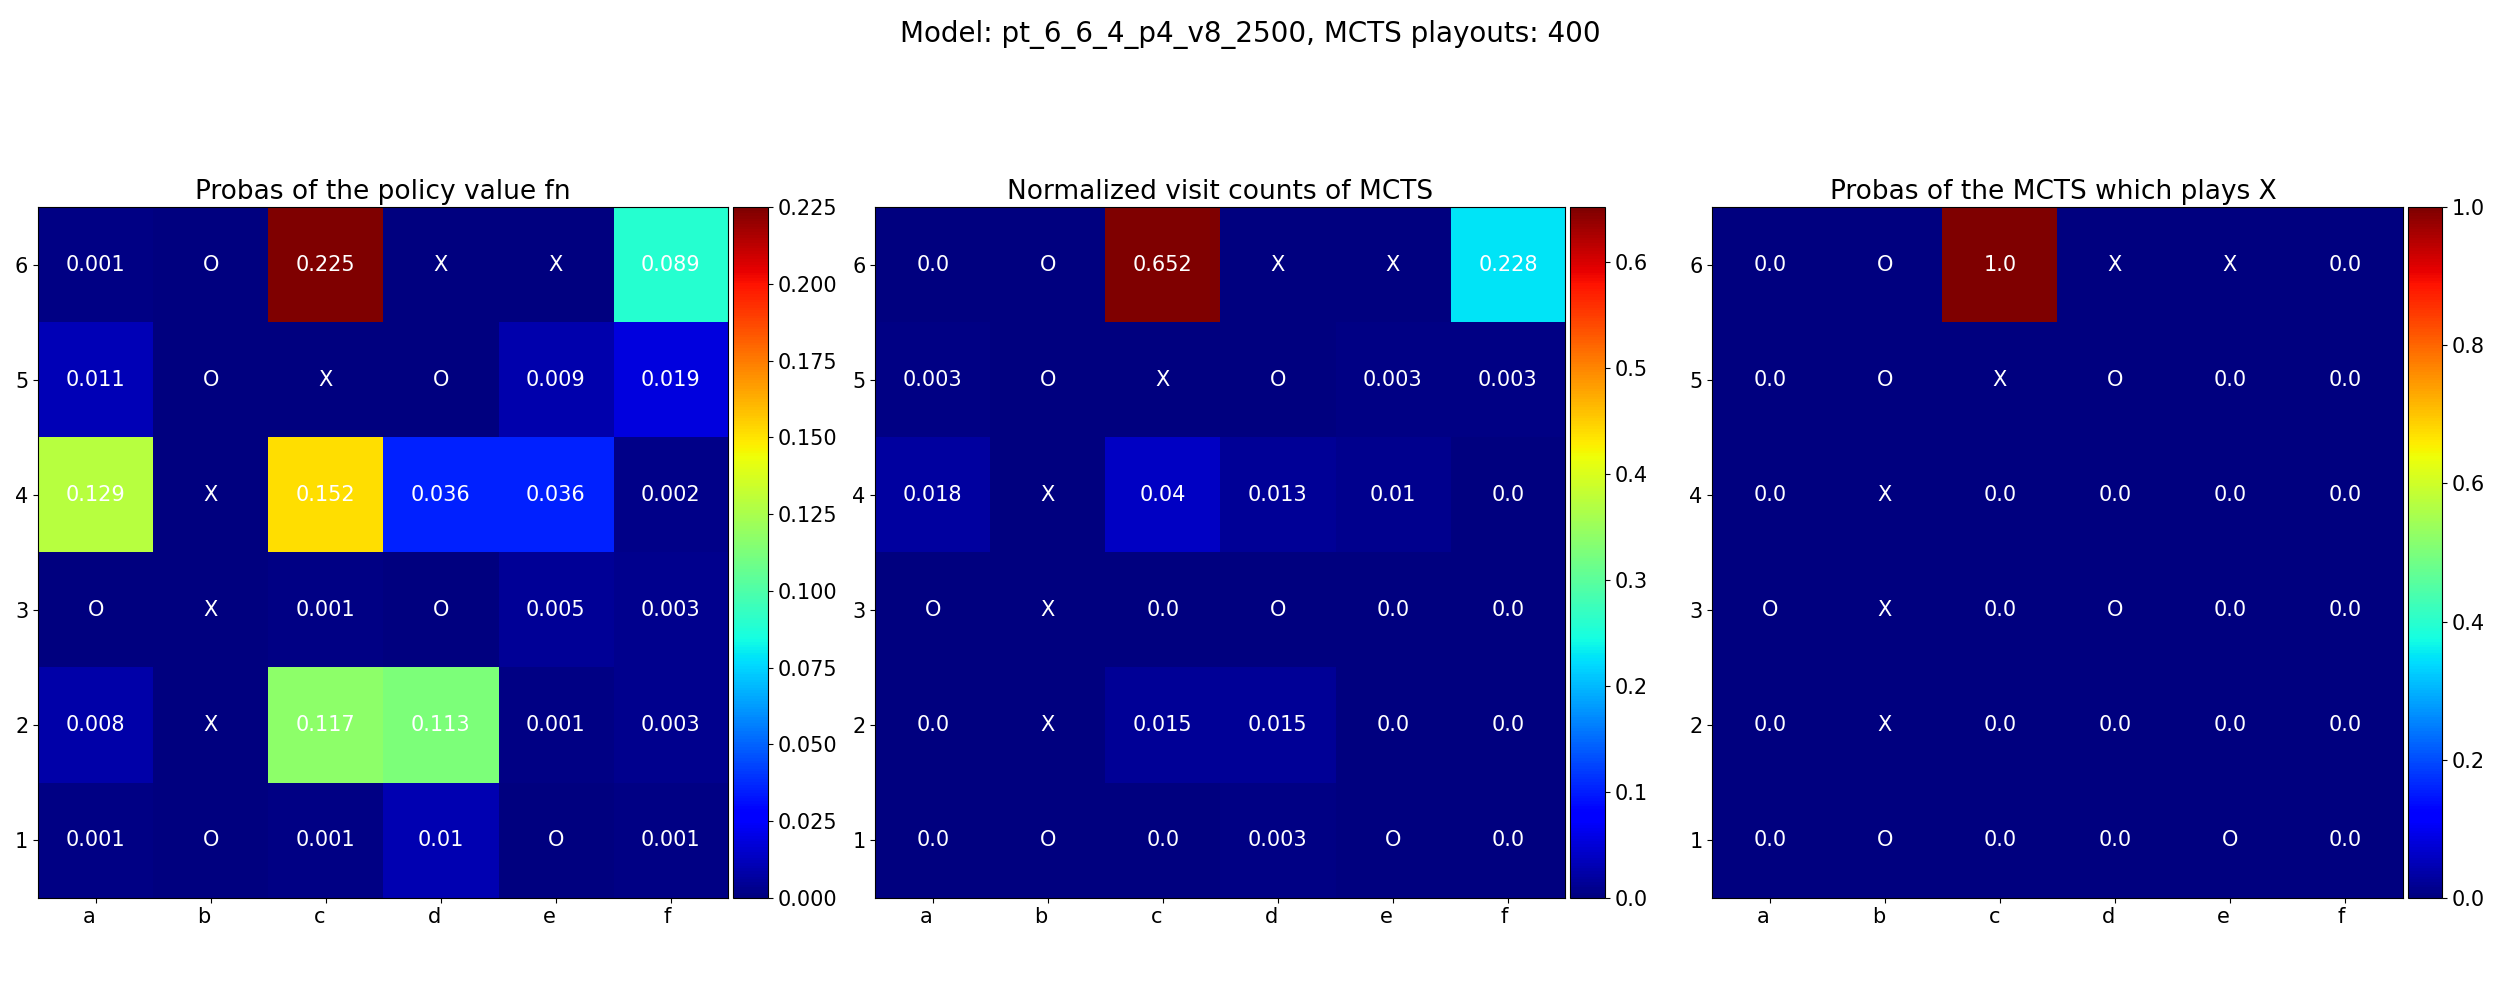 Model: pt_6_6_4_p4_v8_2500, MCTS playouts: 400
Probas of the policy value fn
6 0.001 O 0.225 X X 0.089
5 0.011 O X O 0.009 0.019
4 0.129 X 0.152 0.036 0.036 0.002
3 O X 0.001 O 0.005 0.003
2 0.008 X 0.117 0.113 0.001 0.003
1 0.001 O 0.001 0.01 O 0.001
a b c d e f
0.225
0.200
0.175
0.150
0.125
0.100
0.075
0.050
0.025
0.000
Normalized visit counts of MCTS
6 0.0 O 0.652 X X 0.228
5 0.003 O X O 0.003 0.003
4 0.018 X 0.04 0.013 0.01 0.0
3 O X 0.0 O 0.0 0.0
2 0.0 X 0.015 0.015 0.0 0.0
1 0.0 O 0.0 0.003 O 0.0
a b c d e f
0.6
0.5
0.4
0.3
0.2
0.1
0.0
Probas of the MCTS which plays X
6 0.0 O 1.0 X X 0.0
5 0.0 O X O 0.0 0.0
4 0.0 X 0.0 0.0 0.0 0.0
3 O X 0.0 O 0.0 0.0
2 0.0 X 0.0 0.0 0.0 0.0
1 0.0 O 0.0 0.0 O 0.0
a b c d e f
1.0
0.8
0.6
0.4
0.2
0.0